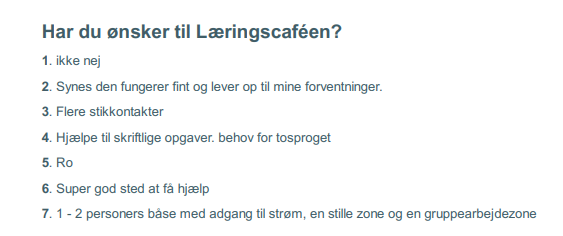 Har du ønsker til Læringscaféen?
1. ikke nej
2. Synes den fungerer fint og lever op til mine forventninger.
3. Flere stikkontakter
4. Hjælpe til skriftlige opgaver. behov for tosproget
5. Ro
6. Super god sted at få hjælp
7. 1 - 2 personers båse med adgang til strøm, en stille zone og en gruppearbejdezone